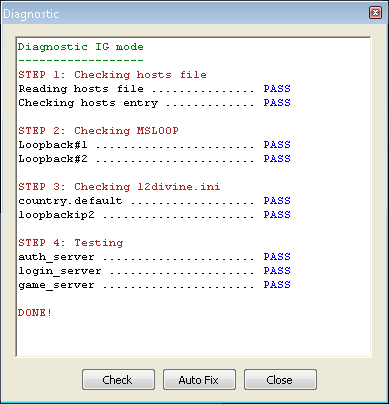 Diagnostic
Diagnostic IG mode
------------------
STEP 1: Checking hosts file
Reading hosts file ............... PASS
Checking hosts entry ............. PASS
STEP 2: Checking MSLOOP
Loopback#1 ....................... PASS
Loopback#2 ....................... PASS
STEP 3: Checking l2divine.ini
country.default .................. PASS
loopbackip2 ...................... PASS
STEP 4: Testing
auth_server ...................... PASS
login_server ..................... PASS
game_server ...................... PASS
DONE!
Check Auto Fix Close